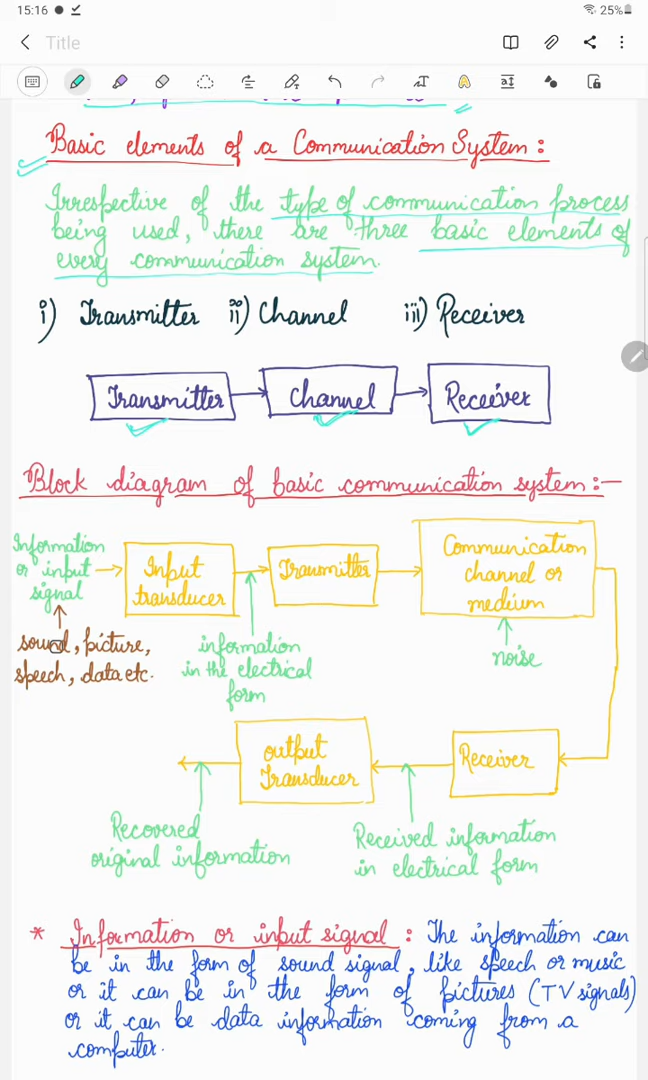 15:16
25%
Title
Basic elements of a Communication System:
Irrespective of the type of communication process
being used, there are three basic elements of
every communication system.
i) Transmitter ii) Channel iii) Receiver
Transmitter Channel Receiver
Block diagram of basic communication system:-
Information
or input
signal
Input
transducer
Transmitter
Communication
channel or
medium
sound, picture,
speech, data etc.
information
in the electrical
form
noise
Receiver
output
Transducer
Recovered
original information
Received information
in electrical form
* Information or input signal: The information can
be in the form of sound signal, like speech or music
or it can be in the form of pictures (TV signals)
or it can be data information coming from a
computer.